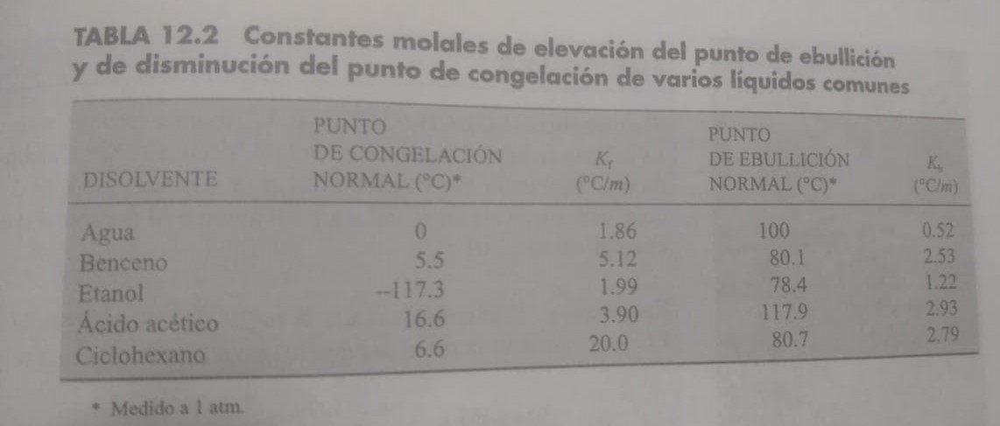 TABLA 12.2 Constantes molales de elevación del punto de ebullición
y de disminución del punto de congelación de varios líquidos comunes
PUNTO PUNTO
DE CONGELACIÓN Kf DE EBULLICIÓN Kb
DISOLVENTE NORMAL (°C)* (°C/m) NORMAL (°C)* (°C/m)
Agua 0 1.86 100 0.52
Benceno 5.5 5.12 80.1 2.53
Etanol −117.3 1.99 78.4 1.22
Ácido acético 16.6 3.90 117.9 2.93
Ciclohexano 6.6 20.0 80.7 2.79
* Medido a 1 atm.